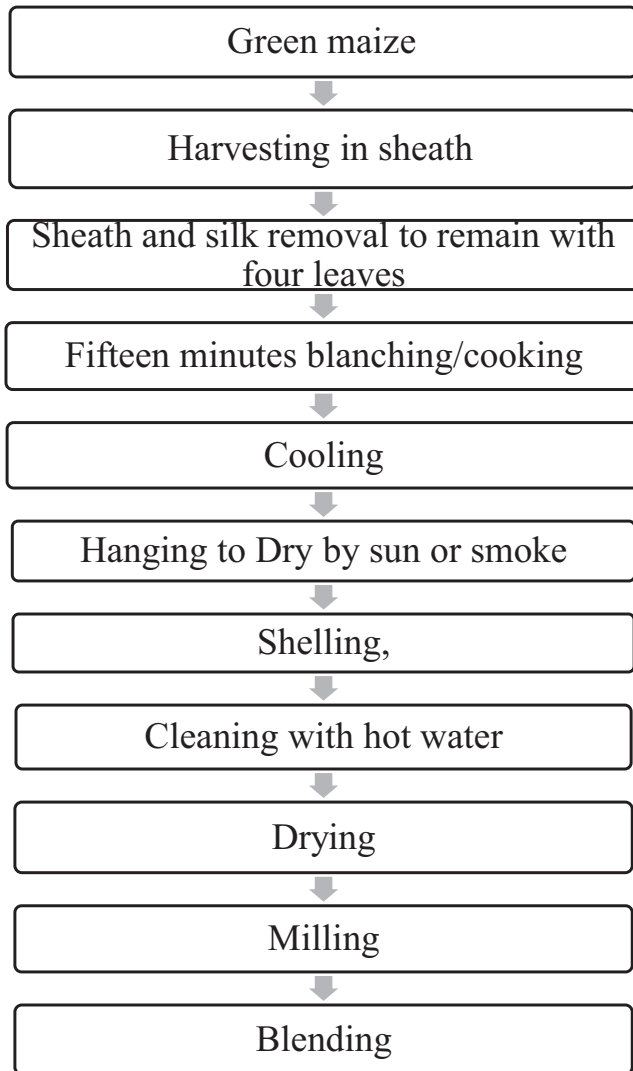 Green maize
Harvesting in sheath
Sheath and silk removal to remain with
four leaves
Fifteen minutes blanching/cooking
Cooling
Hanging to Dry by sun or smoke
Shelling,
Cleaning with hot water
Drying
Milling
Blending